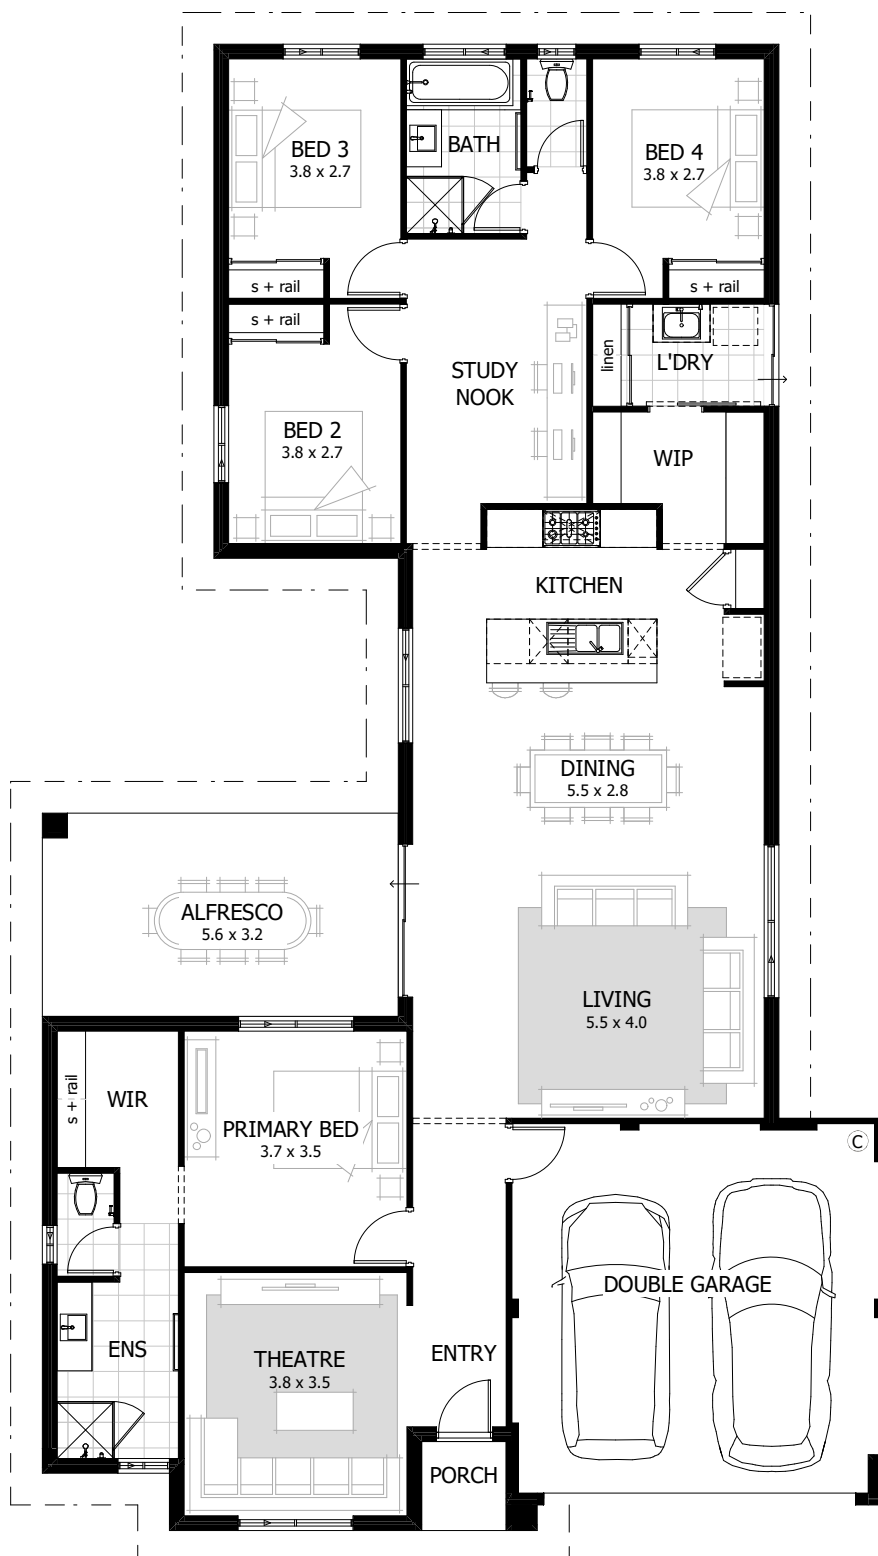 BED 3
3.8 x 2.7
BATH
BED 4
3.8 x 2.7
s + rail
s + rail
s + rail
linen
L'DRY
STUDY
NOOK
BED 2
3.8 x 2.7
WIP
KITCHEN
DINING
5.5 x 2.8
ALFRESCO
5.6 x 3.2
LIVING
5.5 x 4.0
s + rail
WIR
PRIMARY BED
3.7 x 3.5
C
DOUBLE GARAGE
ENS
THEATRE
3.8 x 3.5
ENTRY
PORCH